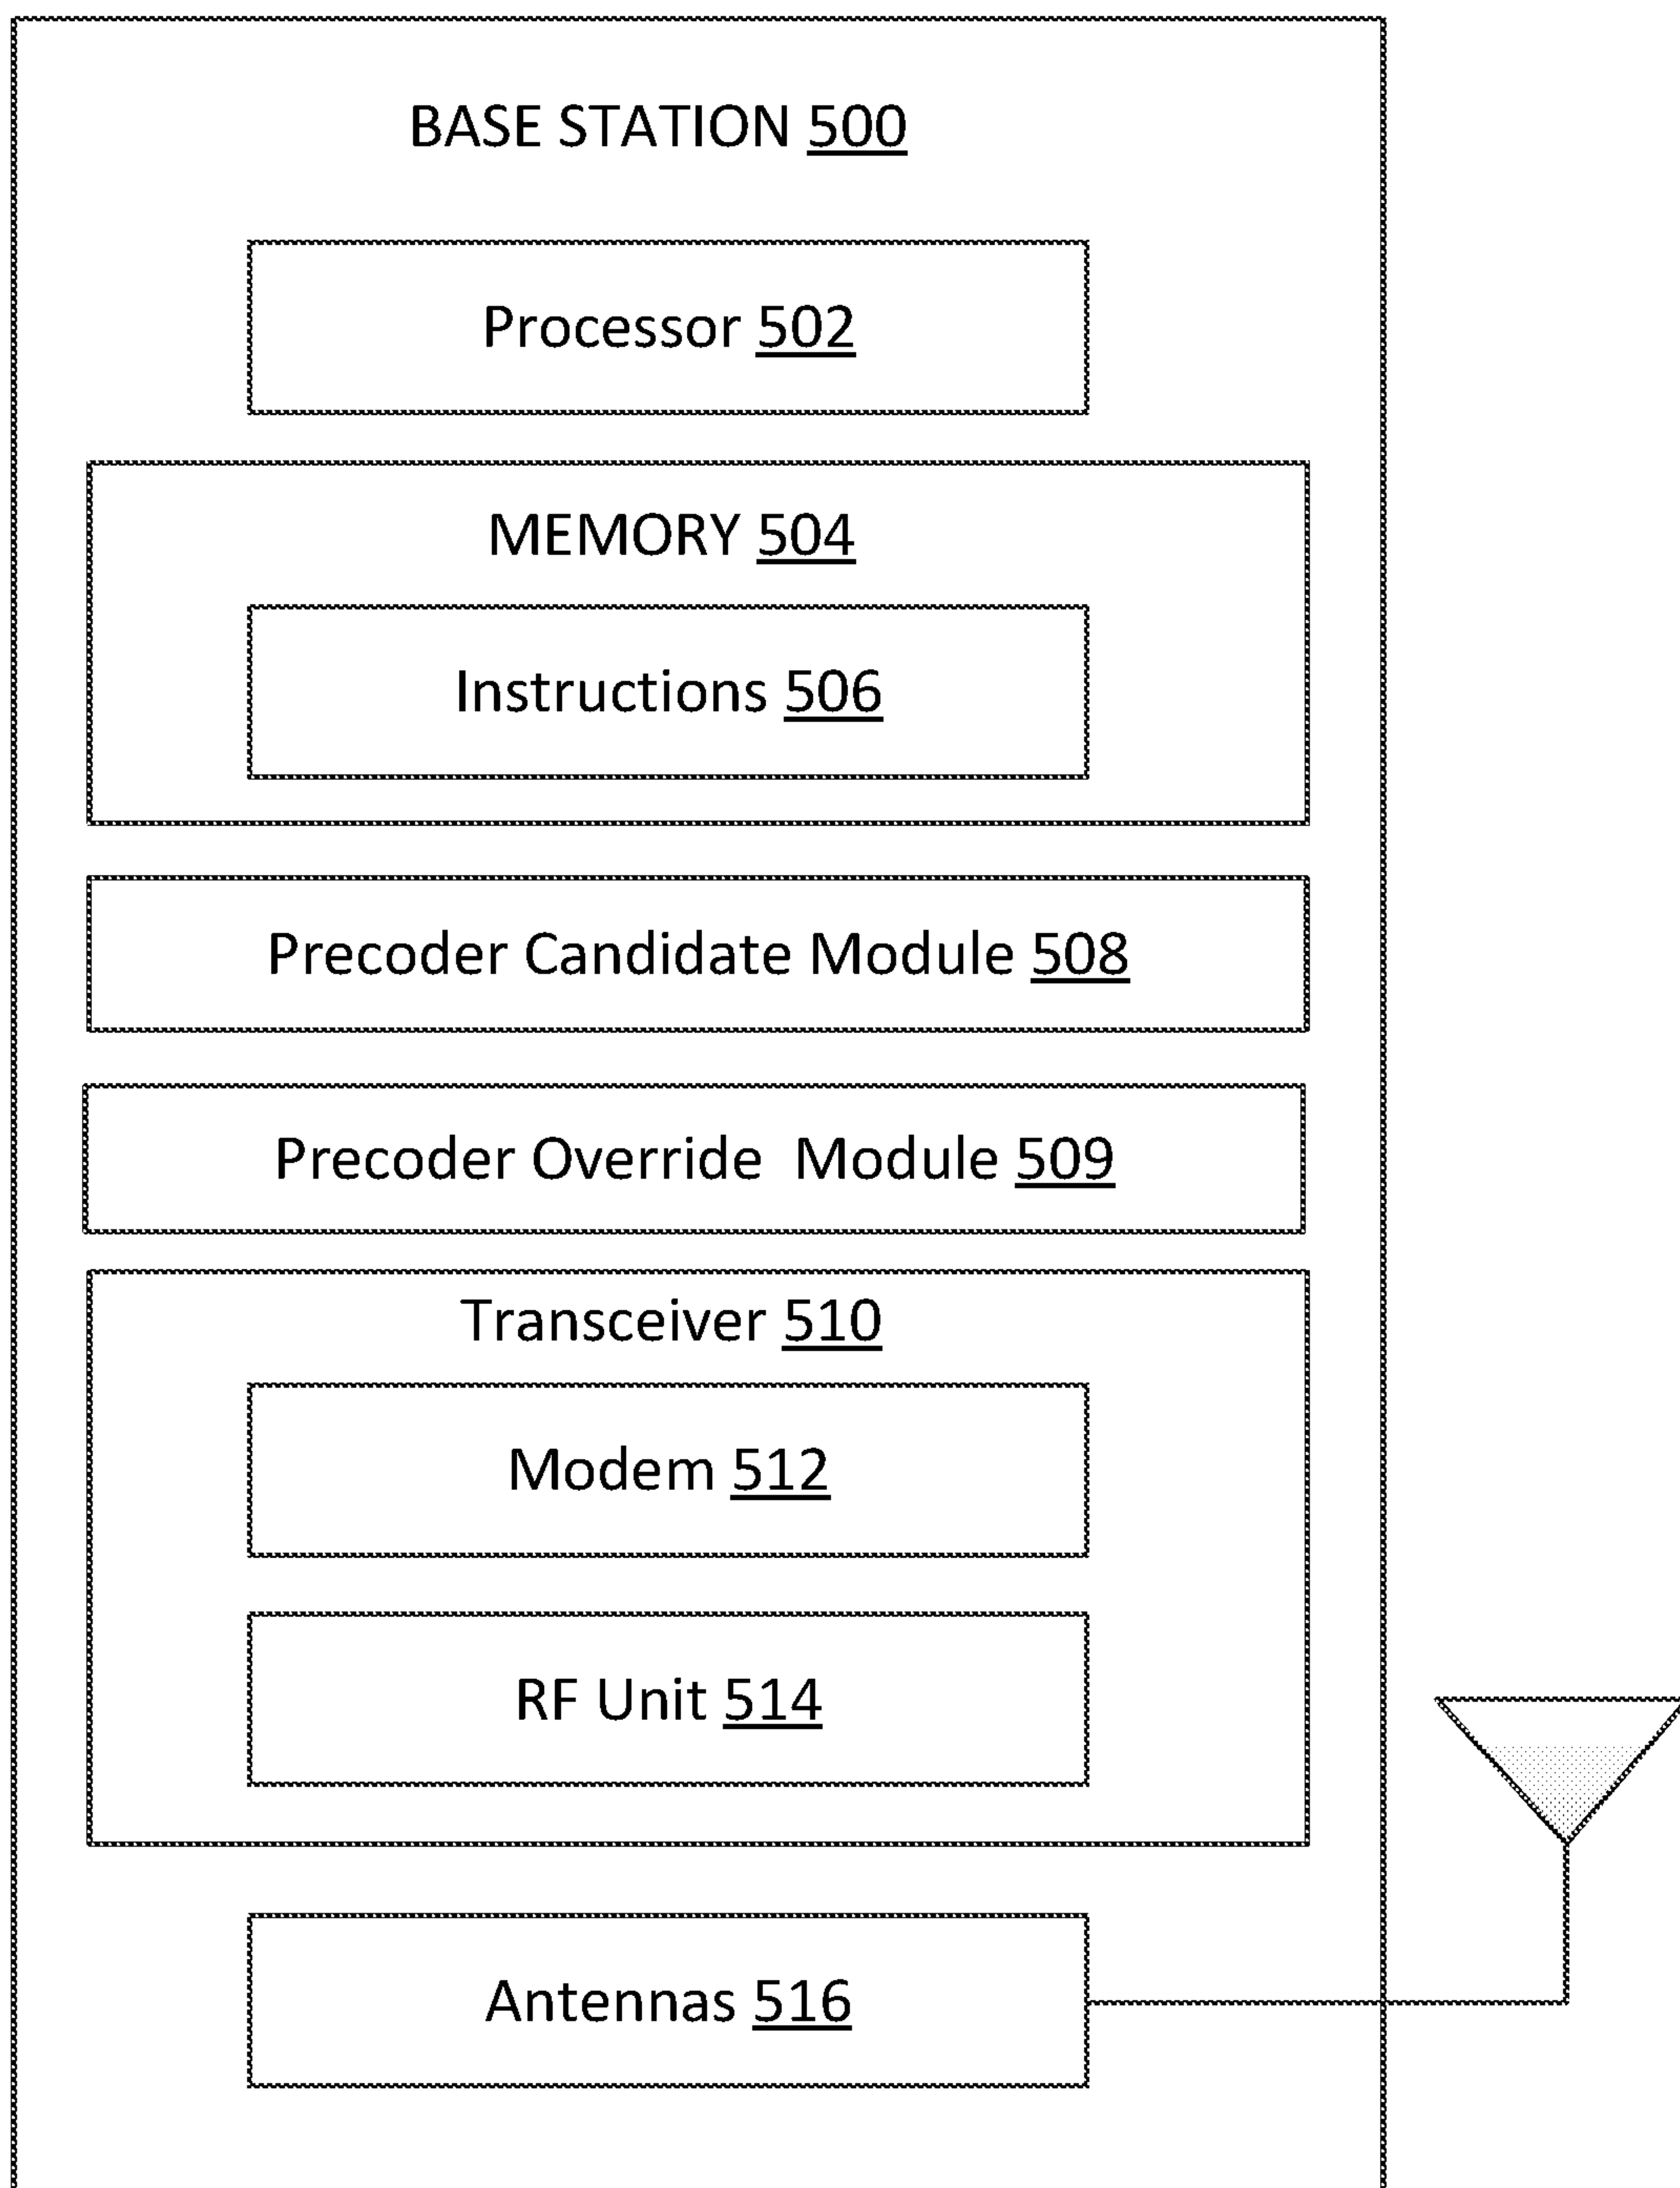 BASE STATION 500
Processor 502
MEMORY 504
Instructions 506
Precoder Candidate Module 508
Precoder Override  Module 509
Transceiver 510
Modem 512
RF Unit 514
Antennas 516